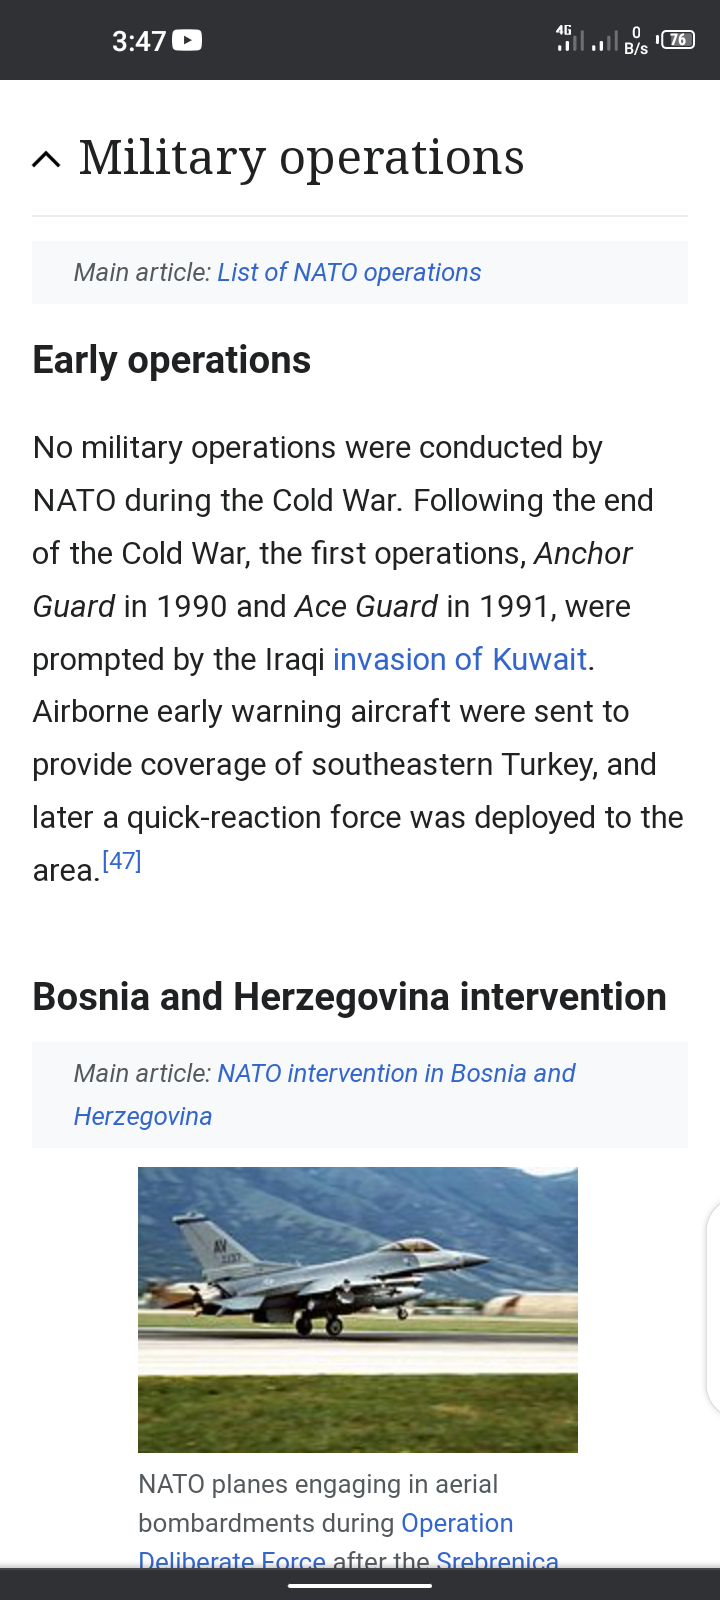 3:47
4G
0
B/s
76
Military operations
Main article: List of NATO operations
Early operations
No military operations were conducted by
NATO during the Cold War. Following the end
of the Cold War, the first operations, Anchor
Guard in 1990 and Ace Guard in 1991, were
prompted by the Iraqi invasion of Kuwait.
Airborne early warning aircraft were sent to
provide coverage of southeastern Turkey, and
later a quick-reaction force was deployed to the
area.[47]
Bosnia and Herzegovina intervention
Main article: NATO intervention in Bosnia and
Herzegovina
AV
NATO planes engaging in aerial
bombardments during Operation
Deliberate Force after the Srebrenica